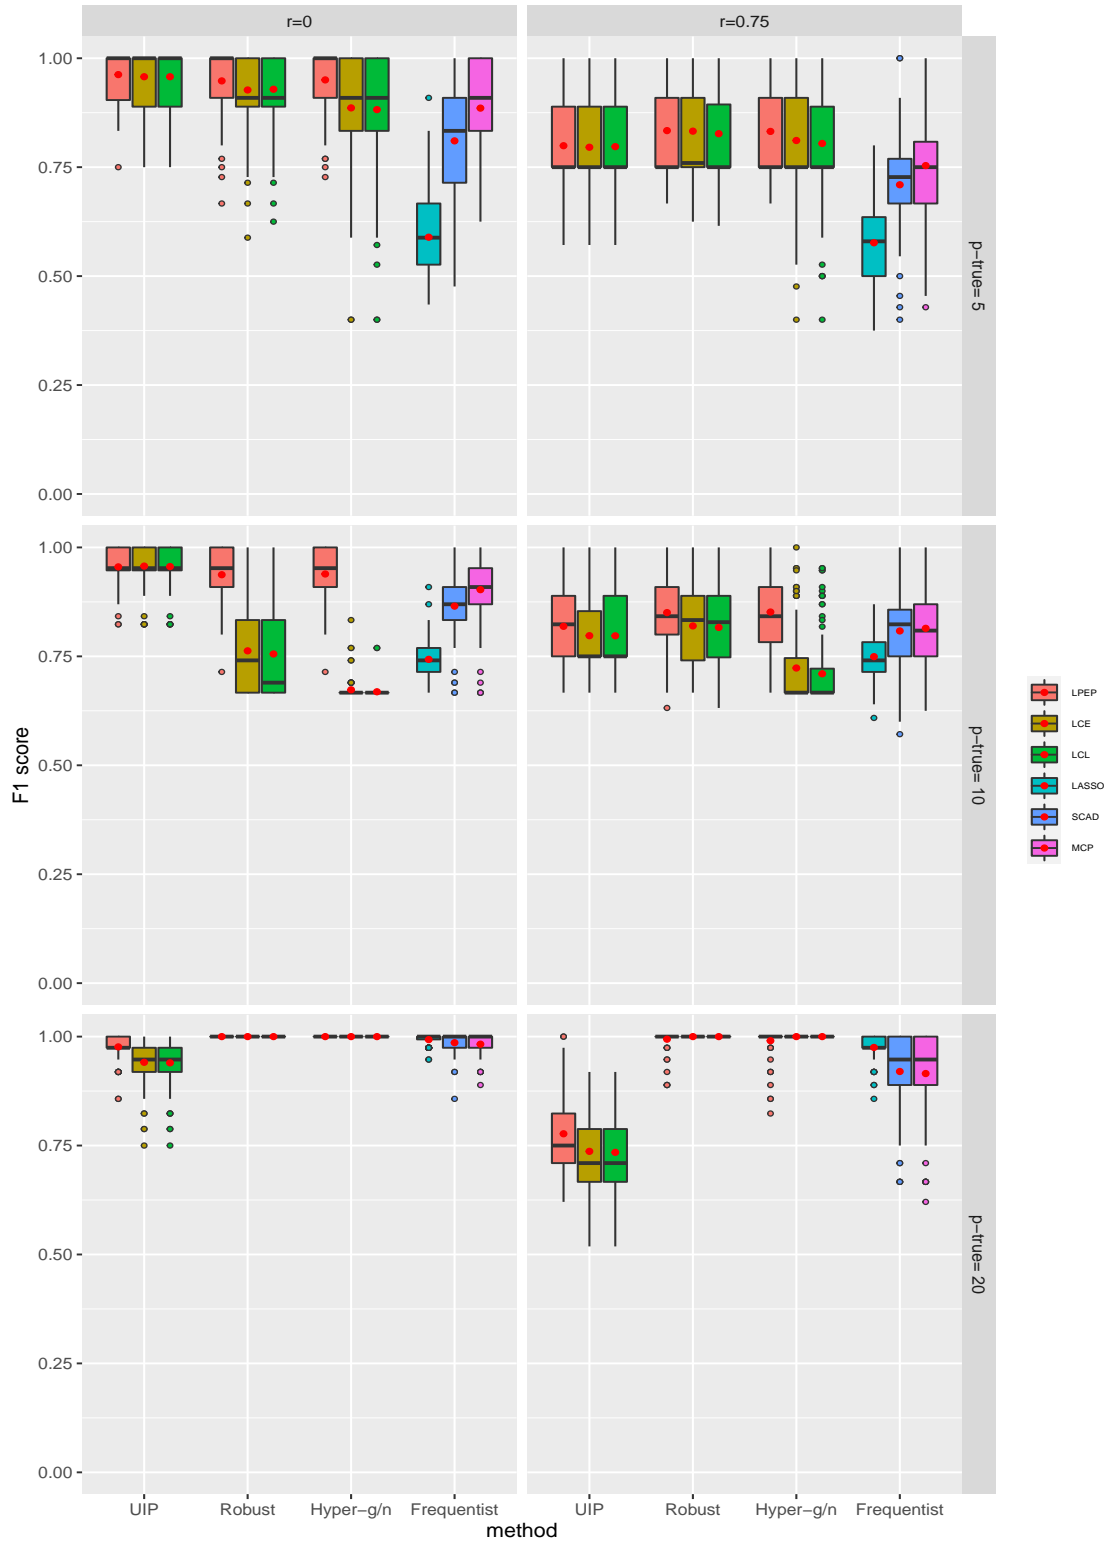 r=0
r=0.75
1.00
0.75
0.50
0.25
0.00
p-true= 5
1.00
0.75
0.50
0.25
0.00
p-true= 10
1.00
0.75
0.50
0.25
0.00
p-true= 20
F1 score
UIP
Robust
Hyper-g/n
Frequentist
UIP
Robust
Hyper-g/n
Frequentist
method
LPEP
LCE
LCL
LASSO
SCAD
MCP